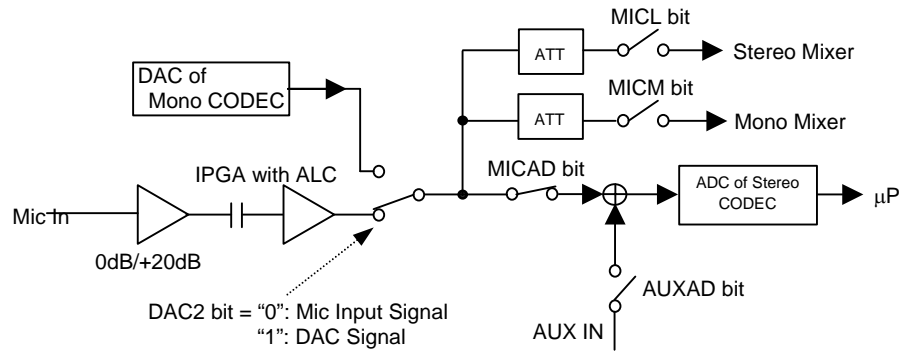 MICL bit
ATT
Stereo Mixer
DAC of
Mono CODEC
MICM bit
ATT
Mono Mixer
IPGA with ALC
MICAD bit
ADC of Stereo
CODEC
μP
Mic In
0dB/+20dB
AUXAD bit
DAC2 bit = “0”: Mic Input Signal
“1”: DAC Signal
AUX IN